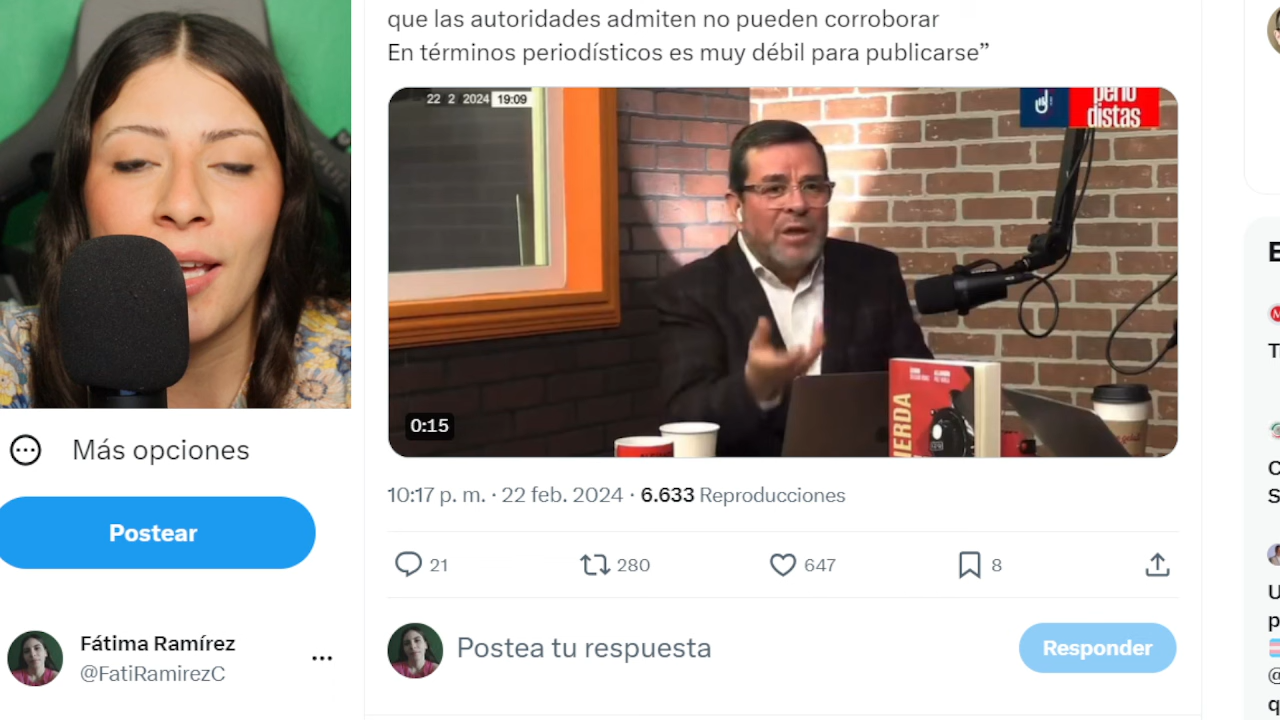 que las autoridades admiten no pueden corroborar
En términos periodísticos es muy débil para publicarse”
22 2 2024 19:09
perio
distas
ERDA
0:15
Más opciones
10:17 p. m. · 22 feb. 2024 · 6.633 Reproducciones
Postear
21
280
647
8
Fátima Ramírez
@FatiRamirezC
Postea tu respuesta
Responder
E
T
C
S
U
p
@
q